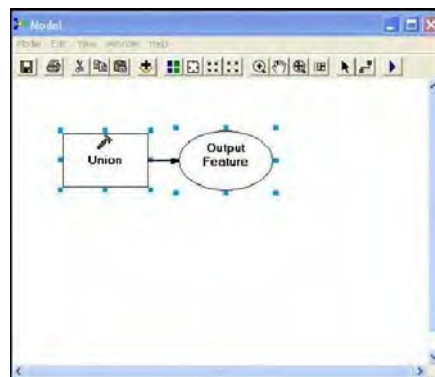 Model
Model Edit View Window Help
Union
Output
Feature